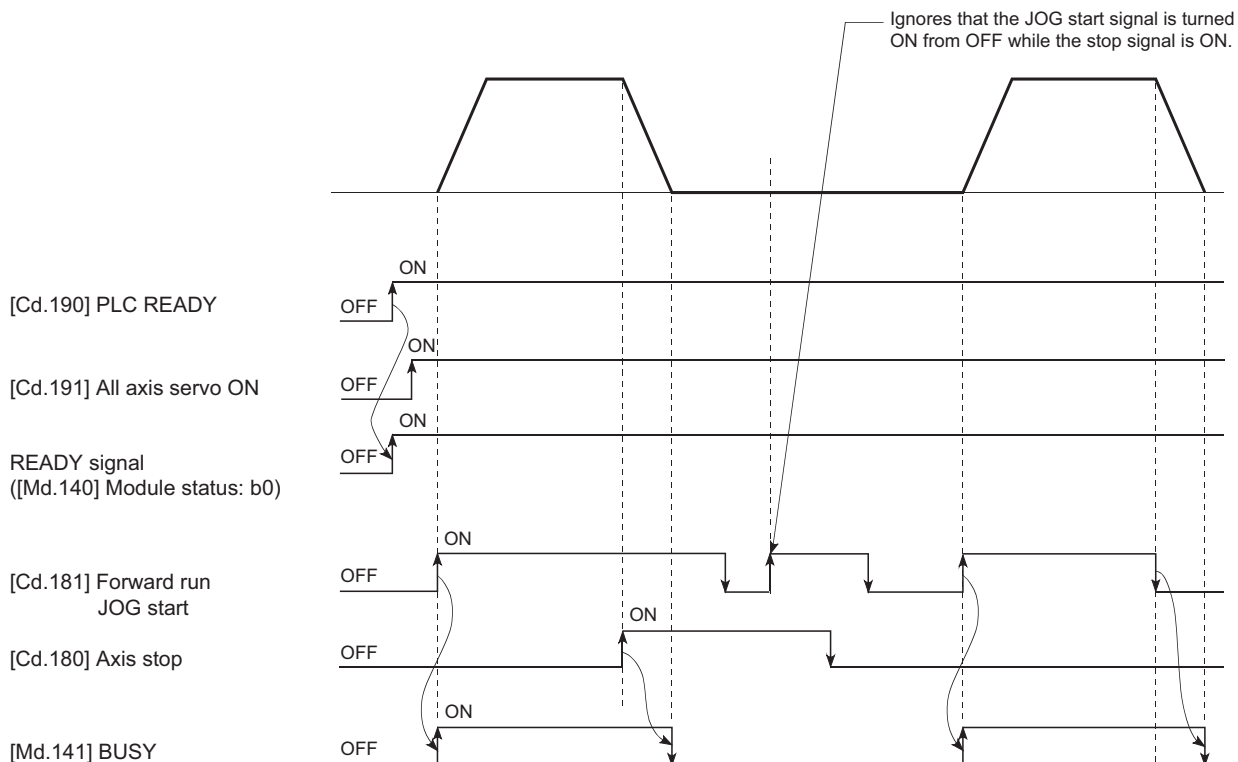 Ignores that the JOG start signal is turned
ON from OFF while the stop signal is ON.
ON
[Cd.190] PLC READY
OFF
ON
[Cd.191] All axis servo ON
OFF
ON
READY signal
([Md.140] Module status: b0)
OFF
ON
[Cd.181] Forward run
JOG start
OFF
ON
[Cd.180] Axis stop
OFF
ON
[Md.141] BUSY
OFF